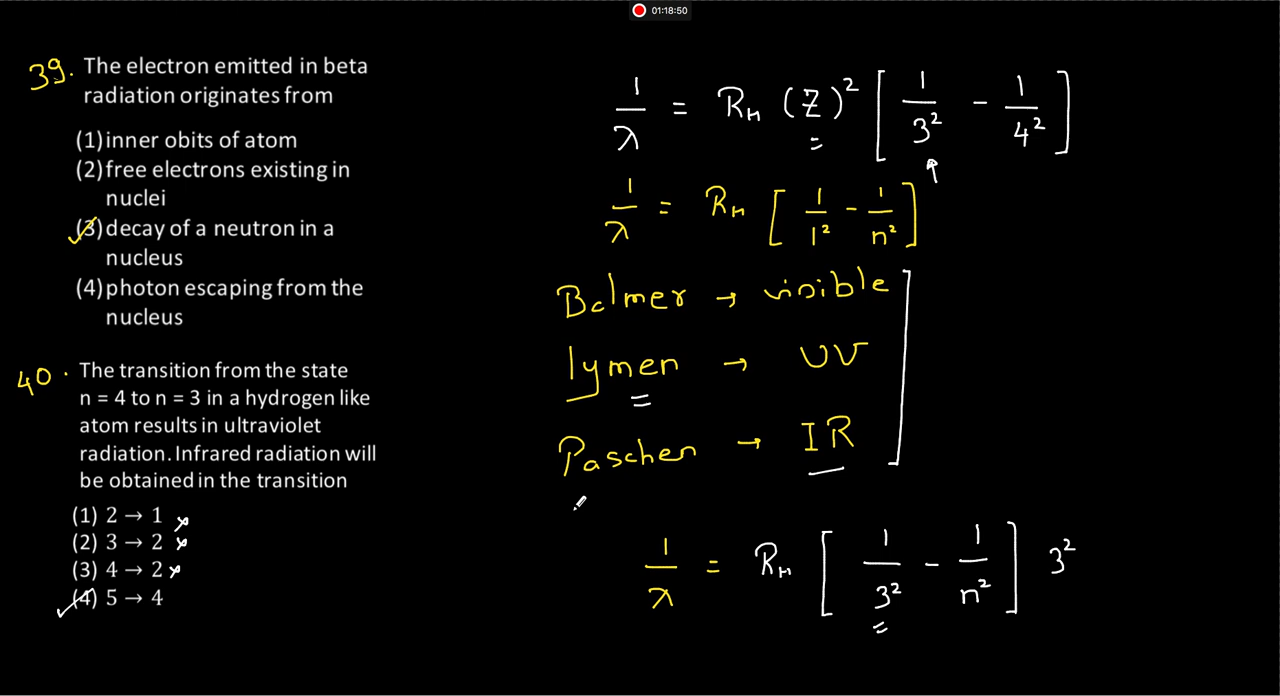 01:18:50
39. The electron emitted in beta
radiation originates from
(1) inner obits of atom
(2) free electrons existing in
nuclei
(3) decay of a neutron in a
nucleus
(4) photon escaping from the
nucleus
40. The transition from the state
n = 4 to n = 3 in a hydrogen like
atom results in ultraviolet
radiation. Infrared radiation will
be obtained in the transition
(1) 2 → 1 ×
(2) 3 → 2 ×
(3) 4 → 2 ×
(4) 5 → 4
1/λ = R_H (Z)² [1/3² - 1/4²]
1/λ = R_H [1/1² - 1/n²]
Balmer → visible
lymen → UV
Paschen → IR
1/λ = R_H [1/3² - 1/n²] 3²